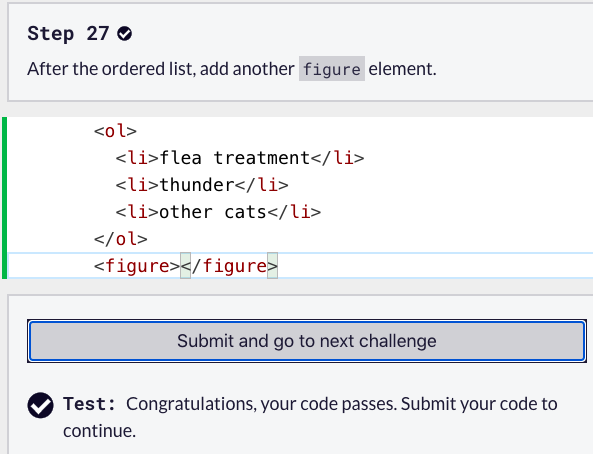 Step 27
After the ordered list, add another figure element.
<ol>
<li>flea treatment</li>
<li>thunder</li>
<li>other cats</li>
</ol>
<figure></figure>
Submit and go to next challenge
Test: Congratulations, your code passes. Submit your code to
continue.